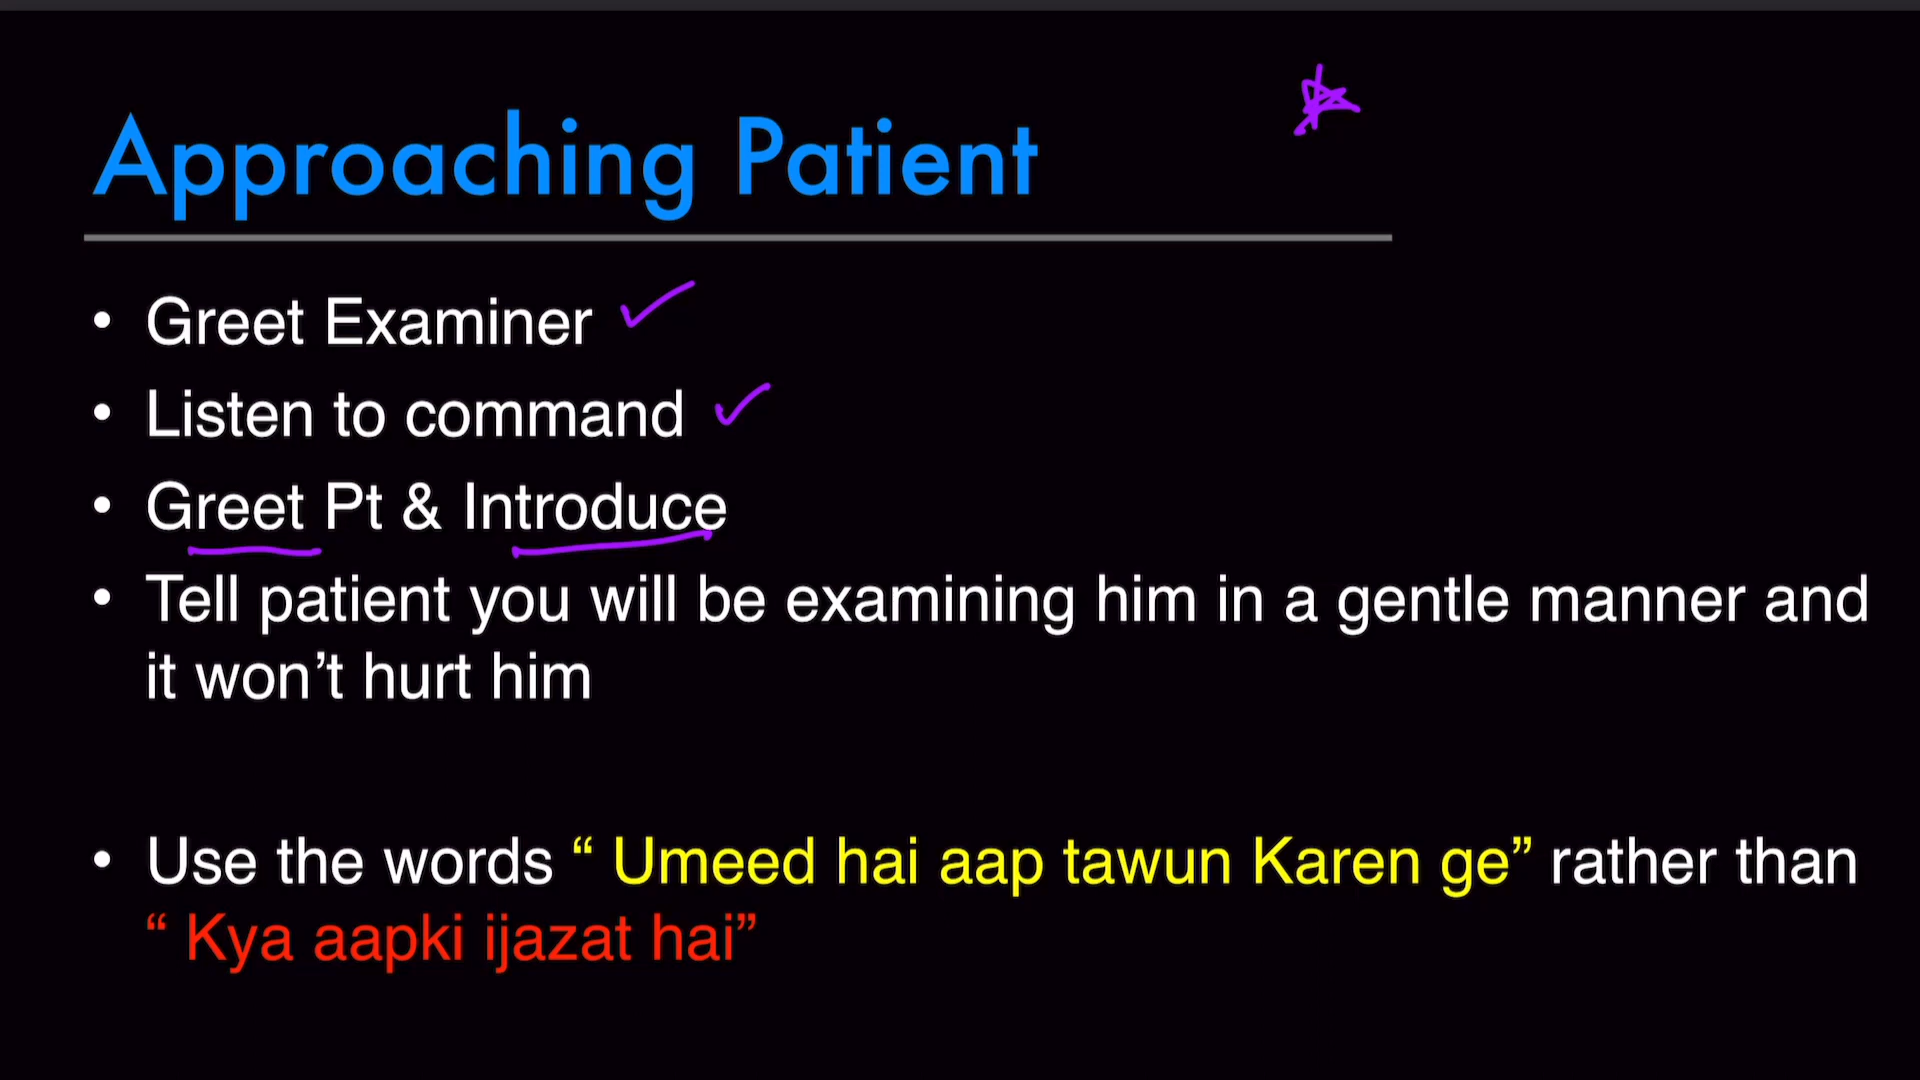 Approaching Patient
• Greet Examiner
• Listen to command
• Greet Pt & Introduce
• Tell patient you will be examining him in a gentle manner and
it won’t hurt him
• Use the words “ Umeed hai aap tawun Karen ge” rather than
“ Kya aapki ijazat hai”